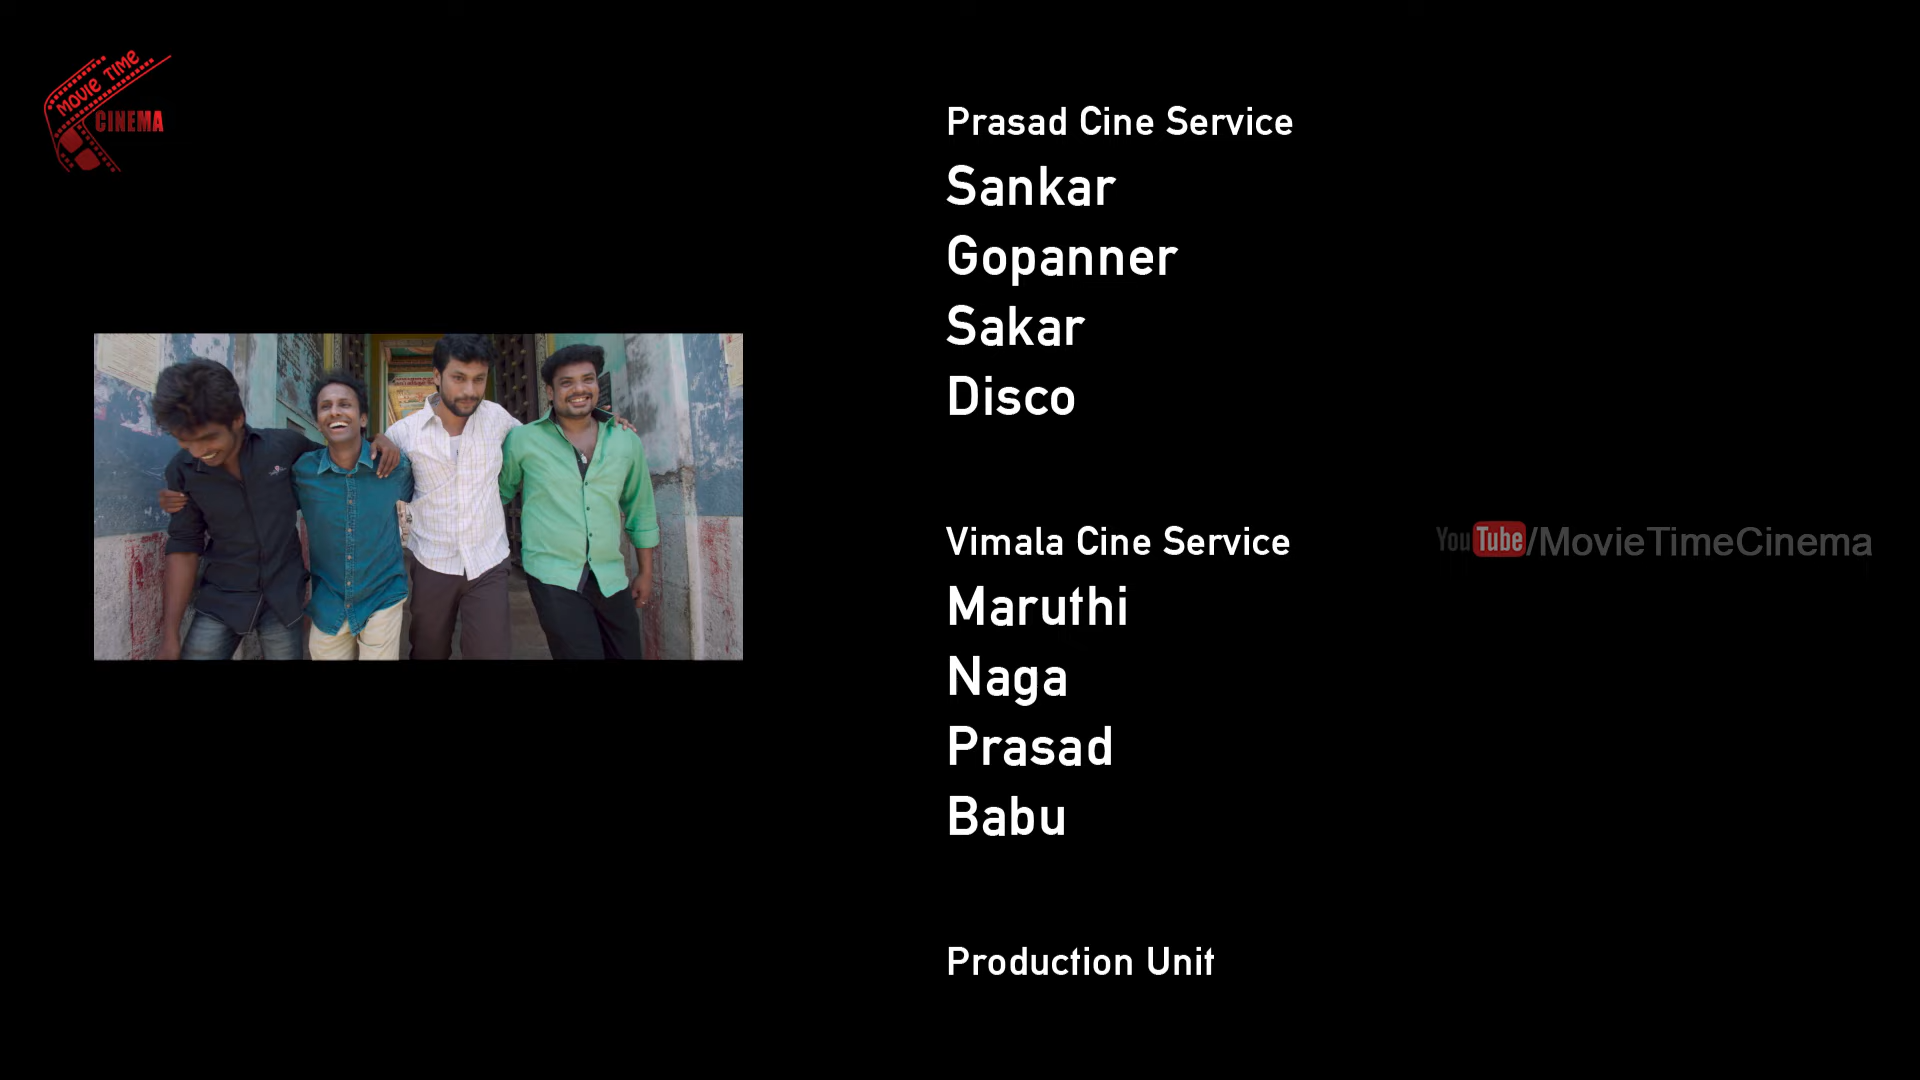 MOVIE TIME
CINEMA
Prasad Cine Service
Sankar
Gopanner
Sakar
Disco
Vimala Cine Service
Maruthi
Naga
Prasad
Babu
Production Unit
YouTube/MovieTimeCinema